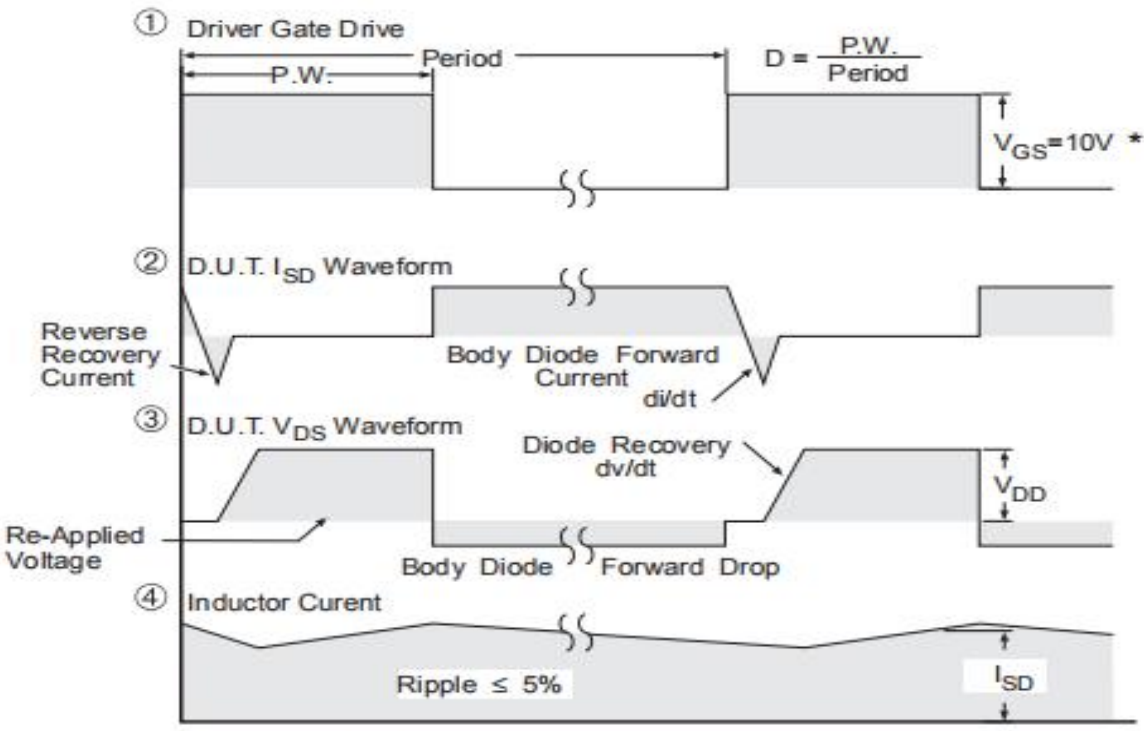 ① Driver Gate Drive
Period
P.W.
D = P.W.
Period
VGS=10V *
② D.U.T. ISD Waveform
Reverse
Recovery
Current
Body Diode Forward
Current
di/dt
③ D.U.T. VDS Waveform
Diode Recovery
dv/dt
VDD
Re-Applied
Voltage
Body Diode Forward Drop
④ Inductor Curent
Ripple ≤ 5%
ISD